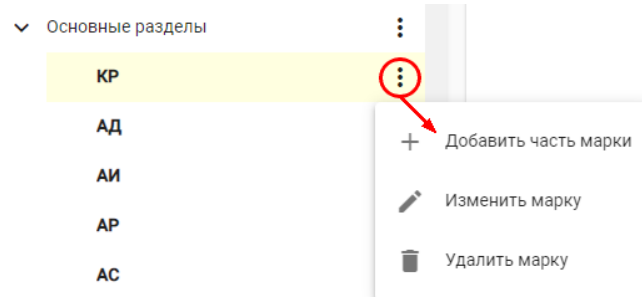 Основные разделы
КР
АД
Добавить часть марки
АИ
Изменить марку
АР
Удалить марку
АС